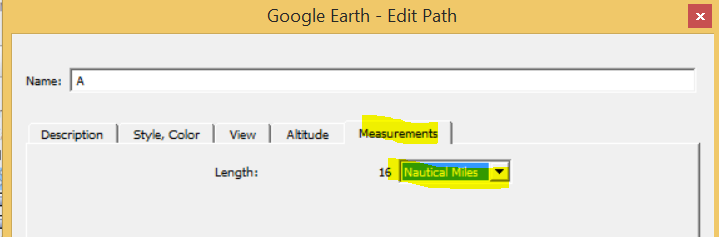 Google Earth - Edit Path
Name: A
Description Style, Color View Altitude Measurements
Length: 16 Nautical Miles